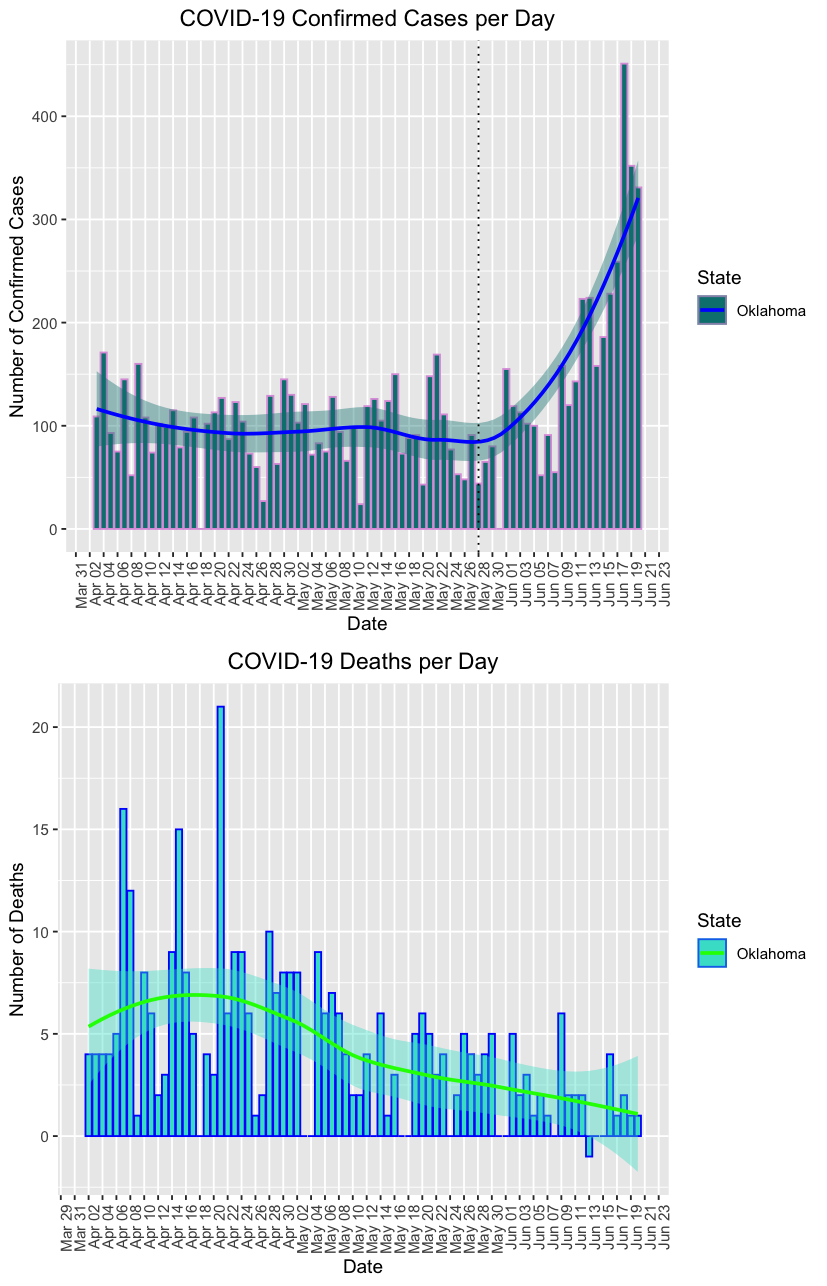 COVID-19 Confirmed Cases per Day
Number of Confirmed Cases
400
300
200
100
0
Mar 31
Apr 02
Apr 04
Apr 06
Apr 08
Apr 10
Apr 12
Apr 14
Apr 16
Apr 18
Apr 20
Apr 22
Apr 24
Apr 26
Apr 28
Apr 30
May 02
May 04
May 06
May 08
May 10
May 12
May 14
May 16
May 18
May 20
May 22
May 24
May 26
May 28
May 30
Jun 01
Jun 03
Jun 05
Jun 07
Jun 09
Jun 11
Jun 13
Jun 15
Jun 17
Jun 19
Jun 21
Jun 23
Date
State
Oklahoma
COVID-19 Deaths per Day
Number of Deaths
20
15
10
5
0
Mar 29
Mar 31
Apr 02
Apr 04
Apr 06
Apr 08
Apr 10
Apr 12
Apr 14
Apr 16
Apr 18
Apr 20
Apr 22
Apr 24
Apr 26
Apr 28
Apr 30
May 02
May 04
May 06
May 08
May 10
May 12
May 14
May 16
May 18
May 20
May 22
May 24
May 26
May 28
May 30
Jun 01
Jun 03
Jun 05
Jun 07
Jun 09
Jun 11
Jun 13
Jun 15
Jun 17
Jun 19
Jun 21
Jun 23
Date
State
Oklahoma